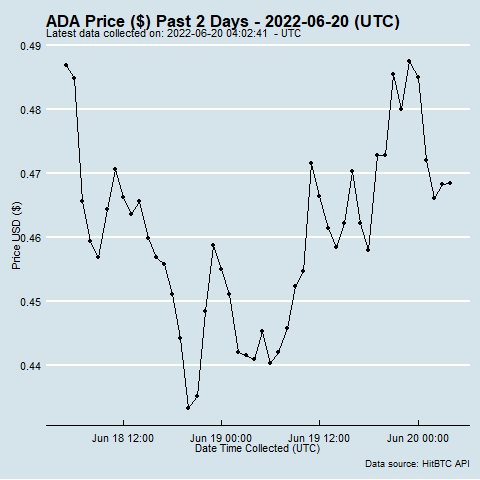 ADA Price ($) Past 2 Days - 2022-06-20 (UTC)
Latest data collected on: 2022-06-20 04:02:41  - UTC
0.49
0.48
0.47
0.46
0.45
0.44
Price USD ($)
Jun 18 12:00
Jun 19 00:00
Jun 19 12:00
Jun 20 00:00
Date Time Collected (UTC)
Data source: HitBTC API